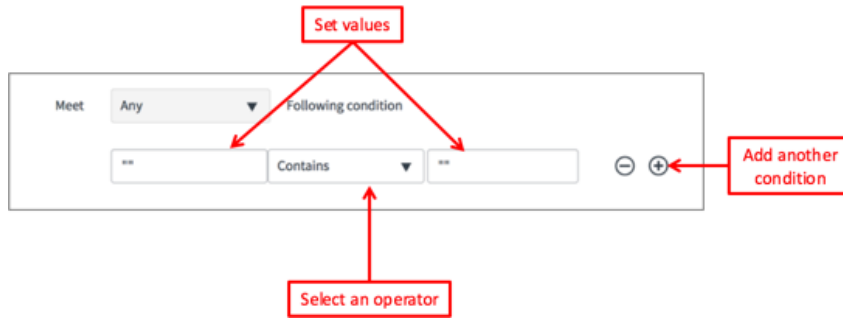 Set values
Meet Any Following condition
"" Contains ""
Add another
condition
Select an operator